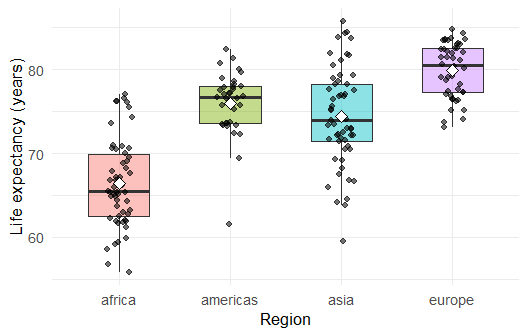 Life expectancy (years)
80
70
60
africa americas asia europe
Region